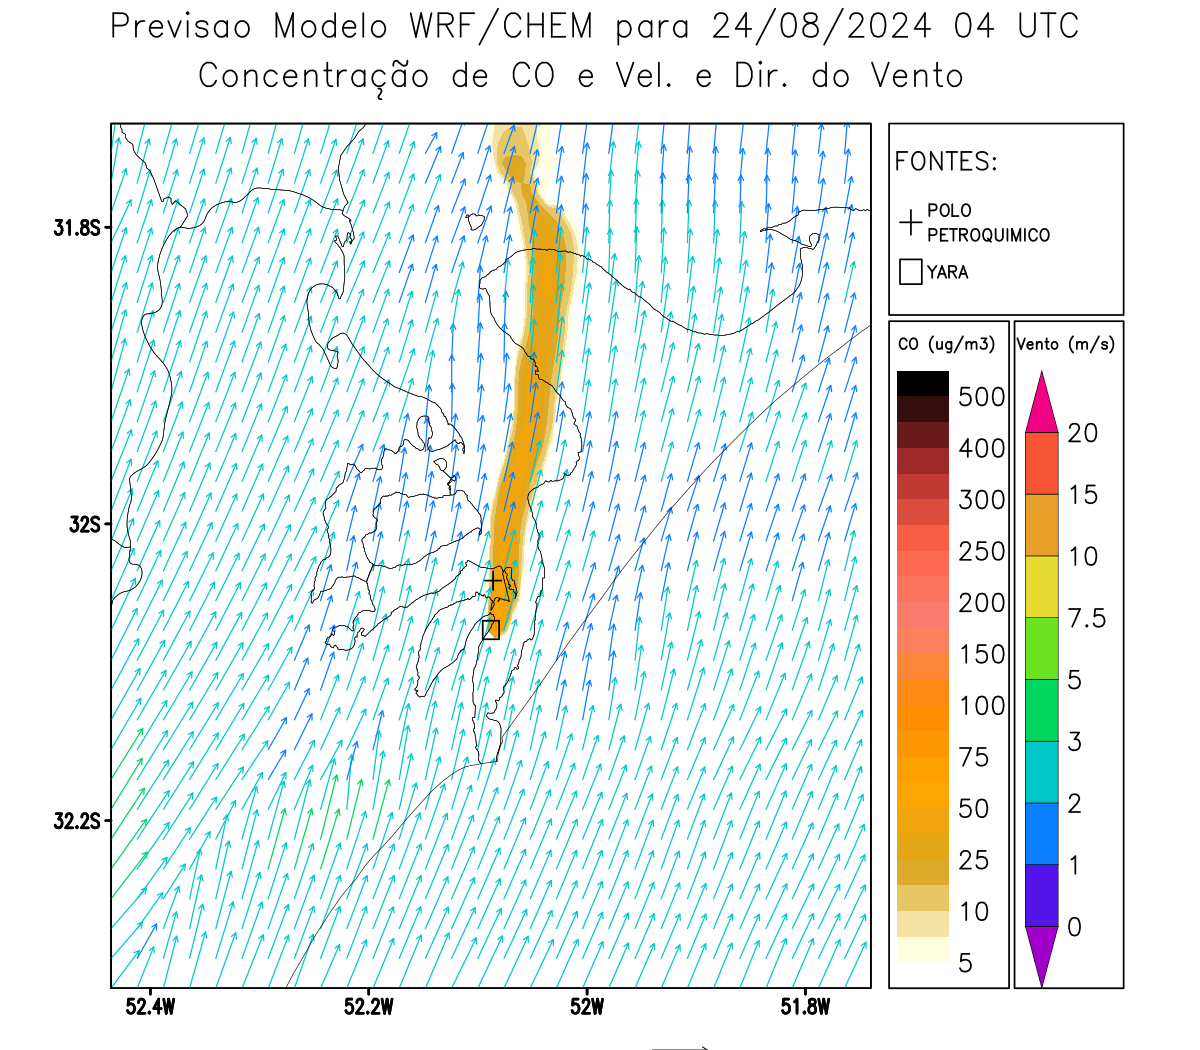 Previsao Modelo WRF/CHEM para 24/08/2024 04 UTC
Concentração de CO e Vel. e Dir. do Vento
FONTES:
POLO
PETROQUIMICO
YARA
31.8S
32S
32.2S
52.4W
52.2W
52W
51.8W
CO (ug/m3)
500
400
300
250
200
150
100
75
50
25
10
5
Vento (m/s)
20
15
10
7.5
5
3
2
1
0